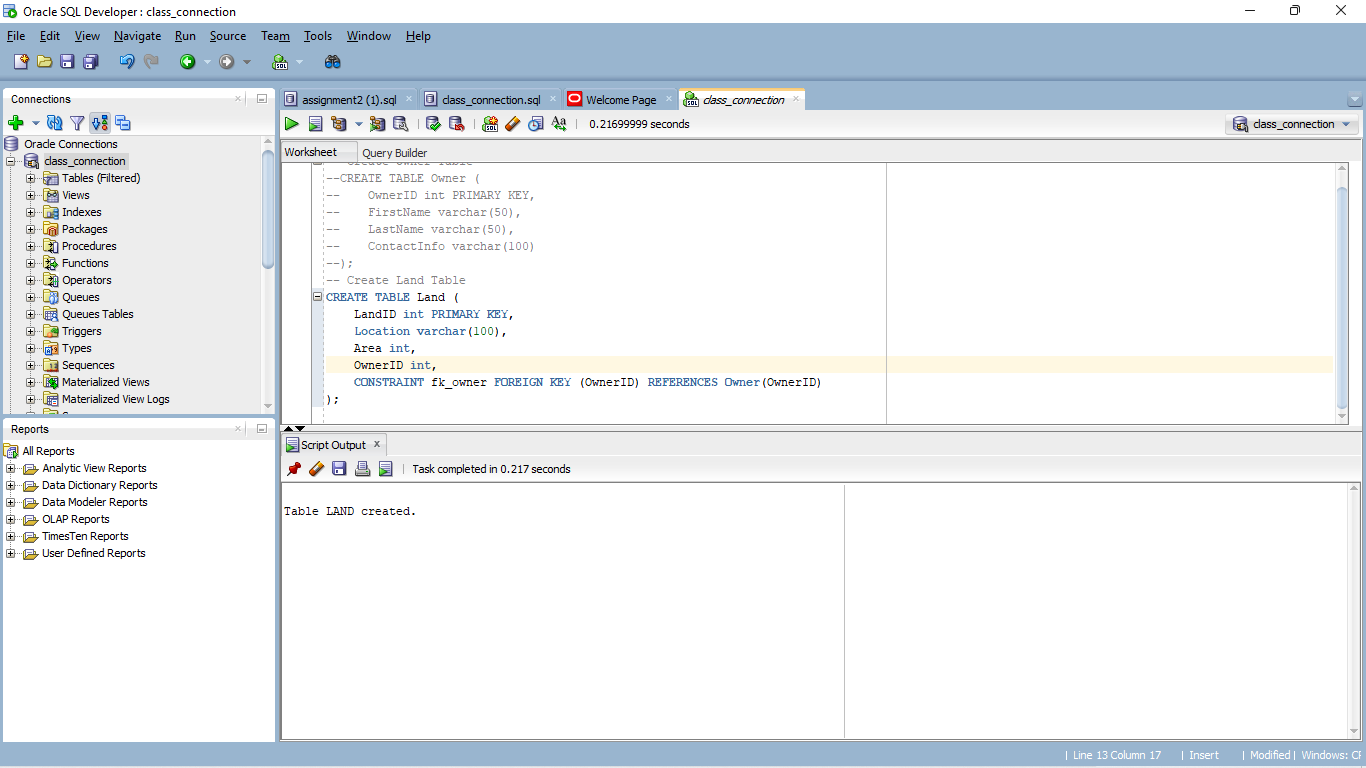 Oracle SQL Developer : class_connection
File Edit View Navigate Run Source Team Tools Window Help
Connections
Oracle Connections
class_connection
Tables (Filtered)
Views
Indexes
Packages
Procedures
Functions
Operators
Queues
Queues Tables
Triggers
Types
Sequences
Materialized Views
Materialized View Logs
Reports
All Reports
Analytic View Reports
Data Dictionary Reports
Data Modeler Reports
OLAP Reports
TimesTen Reports
User Defined Reports
assignment2 (1).sql class_connection.sql Welcome Page class_connection
0.21699999 seconds class_connection
Worksheet Query Builder
--CREATE TABLE Owner (
--    OwnerID int PRIMARY KEY,
--    FirstName varchar(50),
--    LastName varchar(50),
--    ContactInfo varchar(100)
--);
-- Create Land Table
CREATE TABLE Land (
    LandID int PRIMARY KEY,
    Location varchar(100),
    Area int,
    OwnerID int,
    CONSTRAINT fk_owner FOREIGN KEY (OwnerID) REFERENCES Owner(OwnerID)
);
Script Output
Task completed in 0.217 seconds
Table LAND created.
Line 13 Column 17 | Insert | Modified | Windows: